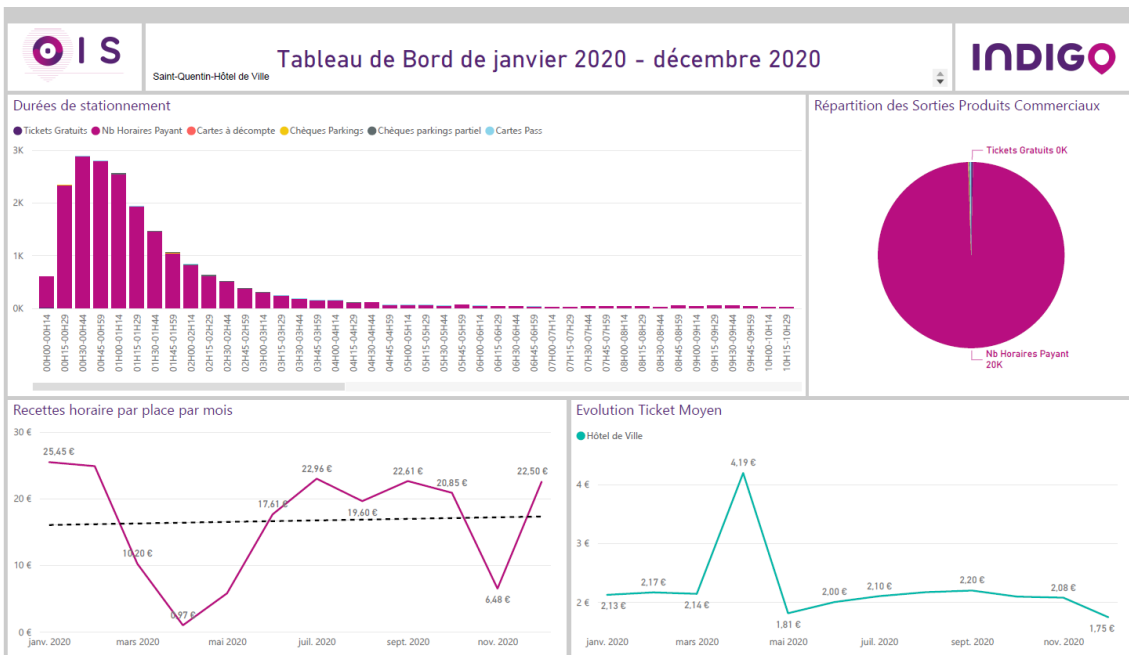 OIS
Saint-Quentin-Hôtel de Ville
Tableau de Bord de janvier 2020 - décembre 2020
INDIGO
Durées de stationnement
Tickets Gratuits Nb Horaires Payant Cartes à décompte Chèques Parkings Chèques parkings partiel Cartes Pass
3K
2K
1K
0K
00H00-00H14
00H15-00H29
00H30-00H44
00H45-00H59
01H00-01H14
01H15-01H29
01H30-01H44
01H45-01H59
02H00-02H14
02H15-02H29
02H30-02H44
02H45-02H59
03H00-03H14
03H15-03H29
03H30-03H44
03H45-03H59
04H00-04H14
04H15-04H29
04H30-04H44
04H45-04H59
05H00-05H14
05H15-05H29
05H30-05H44
05H45-05H59
06H00-06H14
06H15-06H29
06H30-06H44
06H45-06H59
07H00-07H14
07H15-07H29
07H30-07H44
07H45-07H59
08H00-08H14
08H15-08H29
08H30-08H44
08H45-08H59
09H00-09H14
09H15-09H29
09H30-09H44
09H45-09H59
10H00-10H14
10H15-10H29
Répartition des Sorties Produits Commerciaux
Tickets Gratuits 0K
Nb Horaires Payant
20K
Recettes horaire par place par mois
30 €
20 €
10 €
0 €
25,45 €
10,20 €
0,97 €
17,61 €
22,96 €
19,60 €
22,61 €
20,85 €
6,48 €
22,50 €
janv. 2020
mars 2020
mai 2020
juil. 2020
sept. 2020
nov. 2020
Evolution Ticket Moyen
Hôtel de Ville
4 €
3 €
2 €
2,13 €
2,17 €
2,14 €
4,19 €
1,81 €
2,00 €
2,10 €
2,20 €
2,08 €
1,75 €
janv. 2020
mars 2020
mai 2020
juil. 2020
sept. 2020
nov. 2020